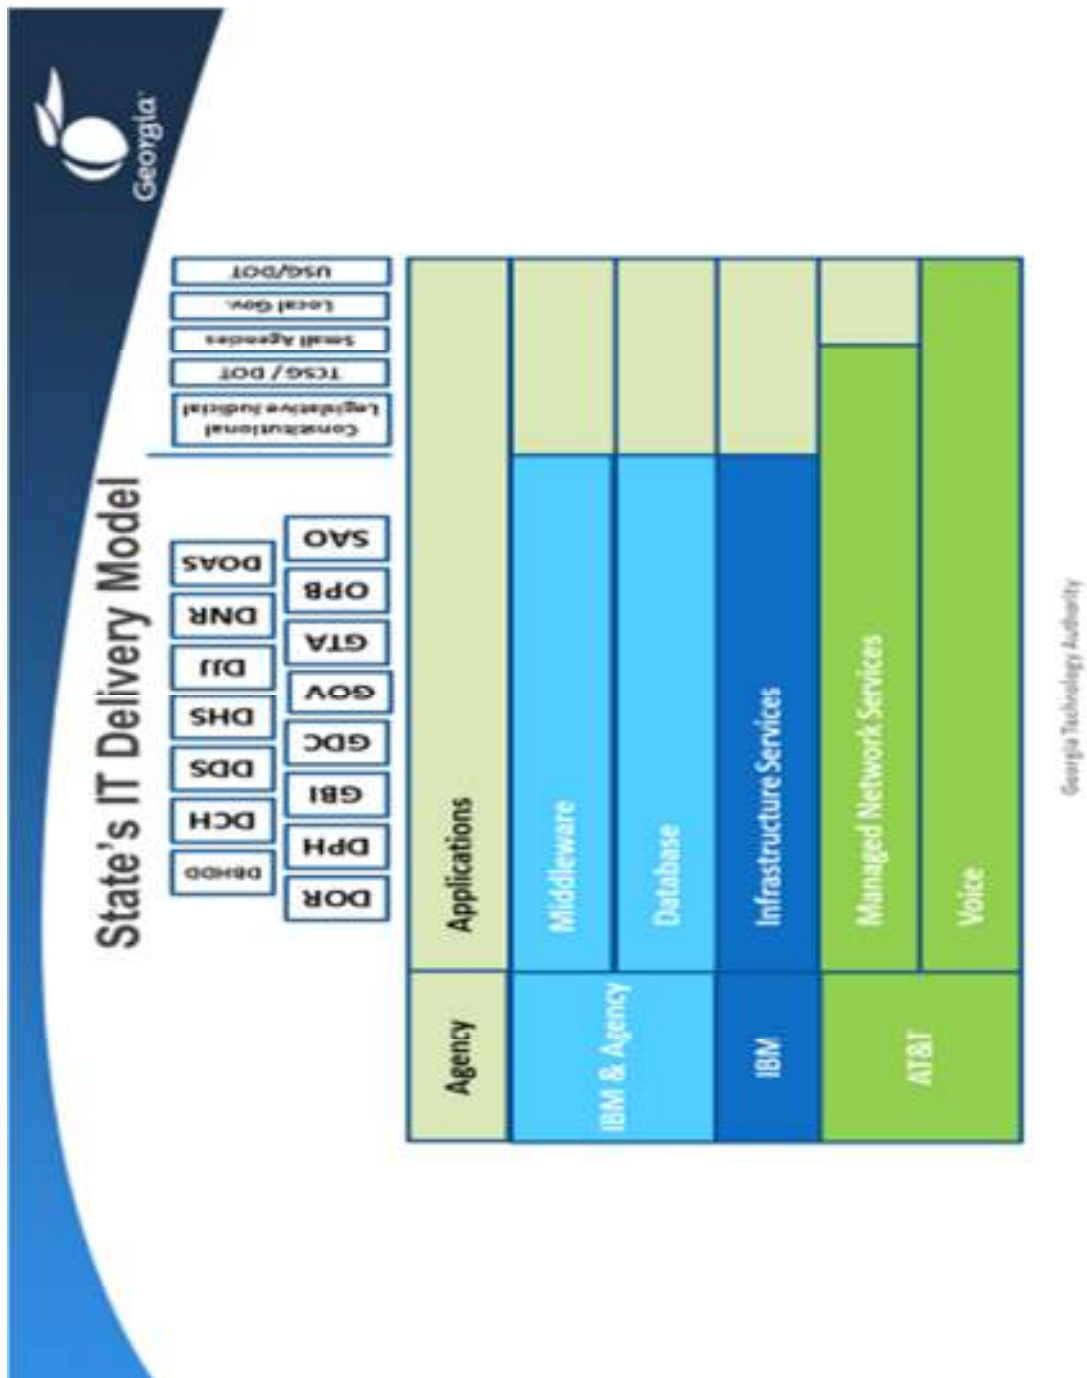 Georgia
State's IT Delivery Model
DBHDD
DCH
DDS
DHS
DJJ
DNR
DOAS
DOR
DPH
GBI
GDC
GOV
GTA
OPB
SAO
Constitutional
Legislative Judicial
TCSG / DOT
Small Agencies
Local Gov.
USG/DOT
Agency
Applications
IBM & Agency
Middleware
Database
IBM
Infrastructure Services
AT&T
Managed Network Services
Voice
Georgia Technology Authority